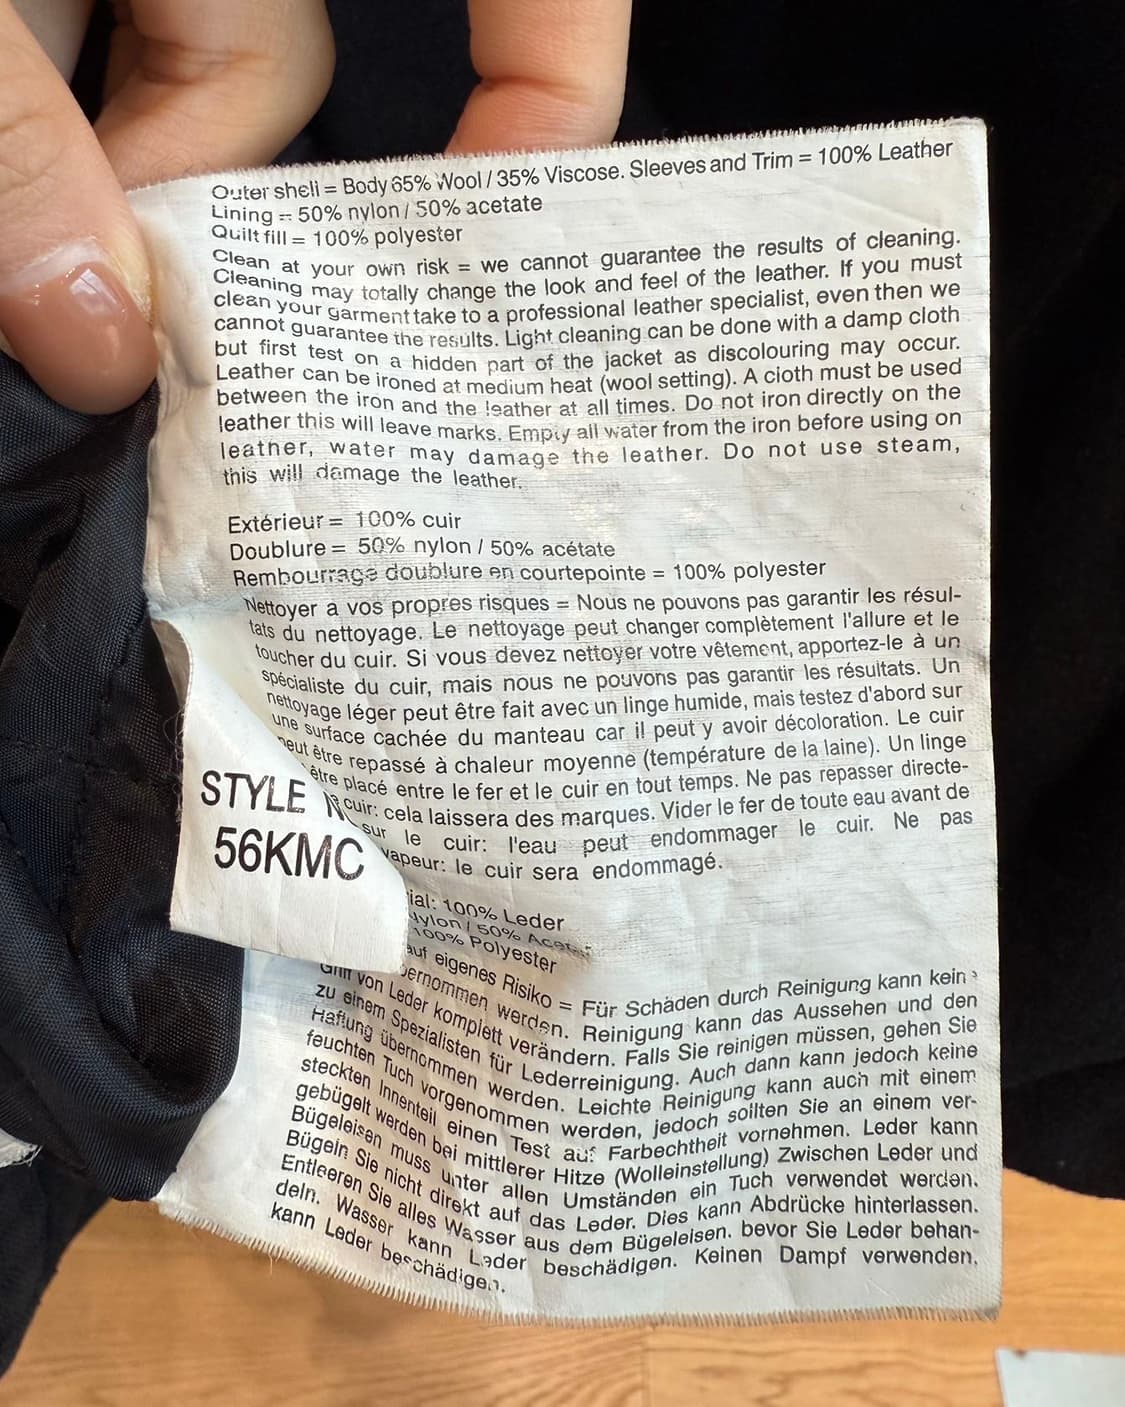 Outer shell = Body 65% Wool / 35% Viscose. Sleeves and Trim = 100% Leather
Lining = 50% nylon / 50% acetate
Quilt fill = 100% polyester
Clean at your own risk = we cannot guarantee the results of cleaning.
Cleaning may totally change the look and feel of the leather. If you must
clean your garment take to a professional leather specialist, even then we
cannot guarantee the results. Light cleaning can be done with a damp cloth
but first test on a hidden part of the jacket as discolouring may occur.
Leather can be ironed at medium heat (wool setting). A cloth must be used
between the iron and the leather at all times. Do not iron directly on the
leather this will leave marks. Empty all water from the iron before using on
leather, water may damage the leather. Do not use steam,
this will damage the leather.
Extérieur = 100% cuir
Doublure = 50% nylon / 50% acétate
Rembourrage doublure en courtepointe = 100% polyester
Nettoyer a vos propres risques = Nous ne pouvons pas garantir les résul-
tats du nettoyage. Le nettoyage peut changer complètement l'allure et le
toucher du cuir. Si vous devez nettoyer votre vêtement, apportez-le à un
spécialiste du cuir, mais nous ne pouvons pas garantir les résultats. Un
nettoyage léger peut être fait avec un linge humide, mais testez d'abord sur
une surface cachée du manteau car il peut y avoir décoloration. Le cuir
peut être repassé à chaleur moyenne (température de la laine). Un linge
être placé entre le fer et le cuir en tout temps. Ne pas repasser directe-
cuir: cela laissera des marques. Vider le fer de toute eau avant de
sur le cuir: l'eau peut endommager le cuir. Ne pas
vapeur: le cuir sera endommagé.
STYLE
56KMC
ial: 100% Leder
Nylon / 50% Acetat
100% Polyester
auf eigenes Risiko = Für Schäden durch Reinigung kann kein
bernommen werden. Reinigung kann das Aussehen und den
Griff von Leder komplett verändern. Falls Sie reinigen müssen, gehen Sie
zu einem Spezialisten für Lederreinigung. Auch dann kann jedoch keine
Haftung übernommen werden. Leichte Reinigung kann auch mit einem
feuchten Tuch vorgenommen werden, jedoch sollten Sie an einem ver-
steckten Innenteil einen Test auf Farbechtheit vornehmen. Leder kann
gebügelt werden bei mittlerer Hitze (Wolleinstellung) Zwischen Leder und
Bügeleisen muss unter allen Umständen ein Tuch verwendet werden.
Bügeln Sie nicht direkt auf das Leder. Dies kann Abdrücke hinterlassen.
Entleeren Sie alles Wasser aus dem Bügeleisen. bevor Sie Leder behan-
deln. Wasser kann Leder beschädigen. Keinen Dampf verwenden,
kann Leder beschädigen.